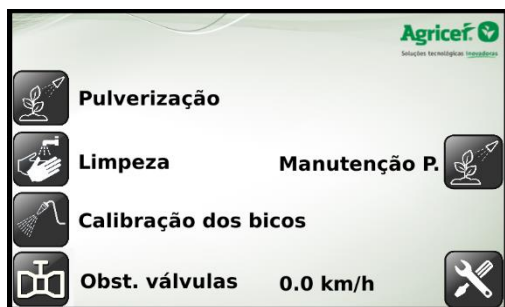 Agricef
Soluções tecnológicas Inovadoras
Pulverização
Limpeza
Manutenção P.
Calibração dos bicos
Obst. válvulas
0.0 km/h